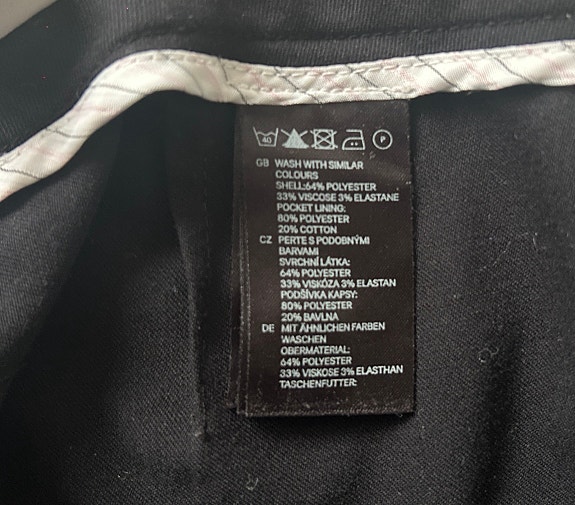 40 P
GB WASH WITH SIMILAR
COLOURS
SHELL:64% POLYESTER
33% VISCOSE 3% ELASTANE
POCKET LINING:
80% POLYESTER
20% COTTON
CZ PERTE S PODOBNÝMI
BARVAMI
SVRCHNÍ LÁTKA:
64% POLYESTER
33% VISKÓZA 3% ELASTAN
PODŠÍVKA KAPSY:
80% POLYESTER
20% BAVLNA
DE MIT ÄHNLICHEN FARBEN
WASCHEN
OBERMATERIAL:
64% POLYESTER
33% VISKOSE 3% ELASTHAN
TASCHENFUTTER: